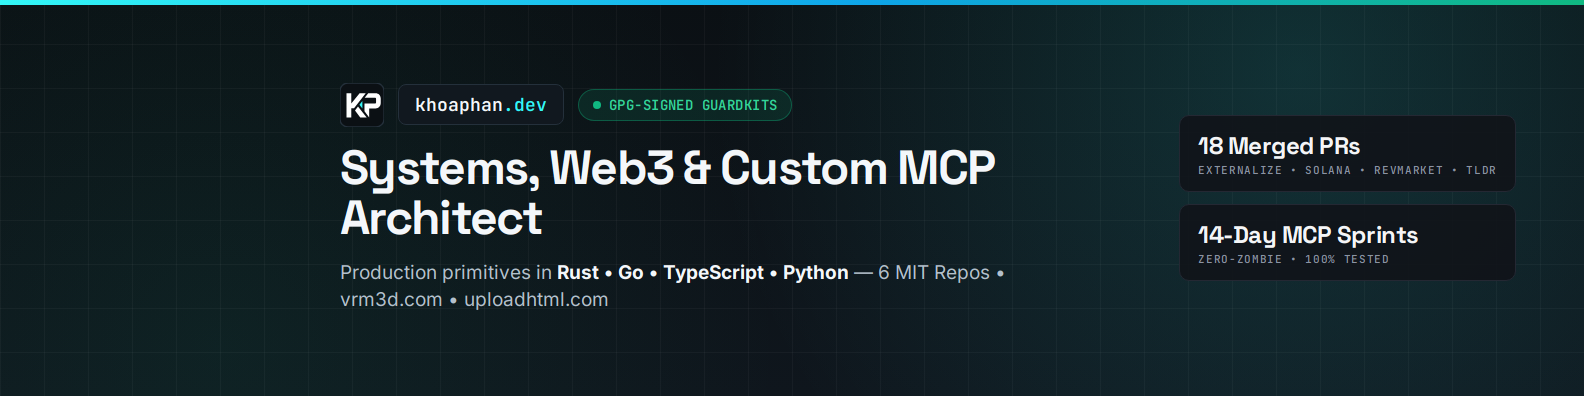 KP
khoaphan.dev
GPG-SIGNED GUARDKITS
Systems, Web3 & Custom MCP
Architect
Production primitives in Rust • Go • TypeScript • Python — 6 MIT Repos •
vrm3d.com • uploadhtml.com
18 Merged PRs
EXTERNALIZE • SOLANA • REVMARKET • TLDR
14-Day MCP Sprints
ZERO-ZOMBIE • 100% TESTED